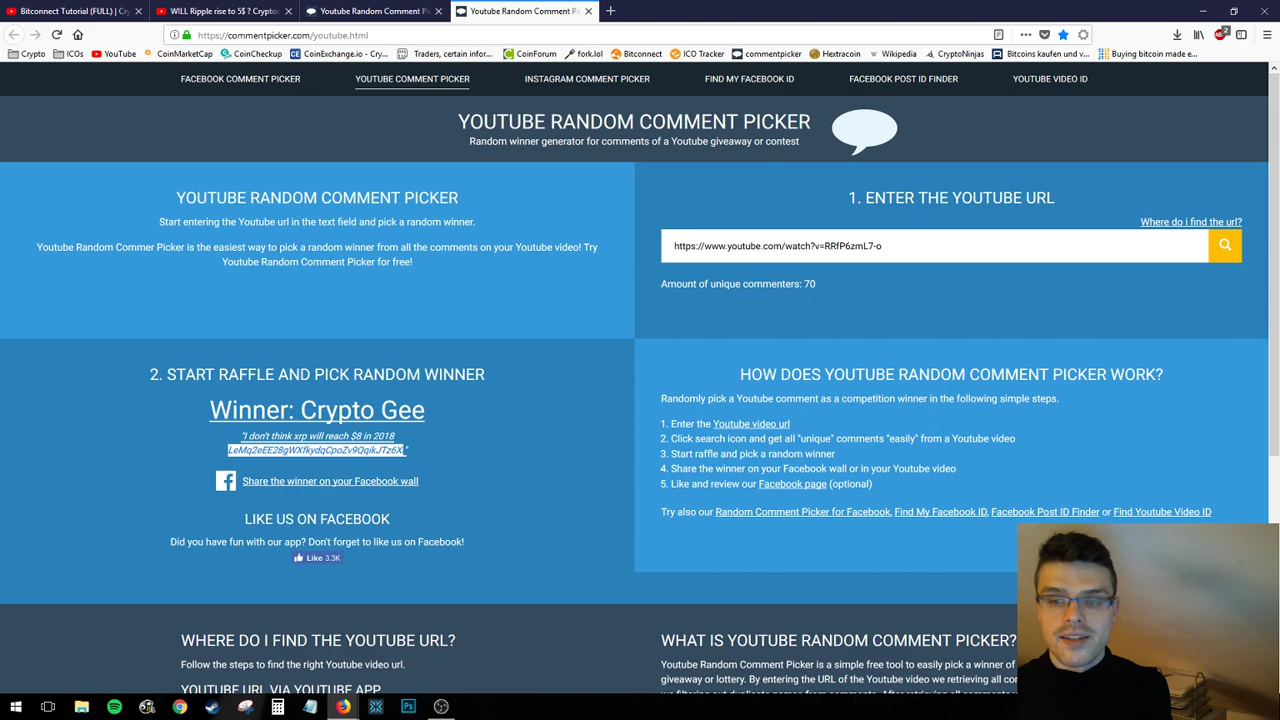 Bitconnect Tutorial (FULL) | Cr
WILL Ripple rise to 5$ ? Crypto
Youtube Random Comment P
Youtube Random Comment P
https://commentpicker.com/youtube.html
Crypto ICOs YouTube CoinMarketCap CoinCheckup CoinExchange.io - Cry... Traders, certain infor... CoinForum fork.lol Bitconnect ICO Tracker commentpicker Hextracoin Wikipedia CryptoNinjas Bitcoins kaufen und v... Buying bitcoin made e...
FACEBOOK COMMENT PICKER YOUTUBE COMMENT PICKER INSTAGRAM COMMENT PICKER FIND MY FACEBOOK ID FACEBOOK POST ID FINDER YOUTUBE VIDEO ID
YOUTUBE RANDOM COMMENT PICKER
Random winner generator for comments of a Youtube giveaway or contest
YOUTUBE RANDOM COMMENT PICKER
Start entering the Youtube url in the text field and pick a random winner.
Youtube Random Commer Picker is the easiest way to pick a random winner from all the comments on your Youtube video! Try
Youtube Random Comment Picker for free!
1. ENTER THE YOUTUBE URL
Where do i find the url?
https://www.youtube.com/watch?v=RRfP6zmL7-o
Amount of unique commenters: 70
2. START RAFFLE AND PICK RANDOM WINNER
Winner: Crypto Gee
"I don't think xrp will reach $8 in 2018
Share the winner on your Facebook wall
LIKE US ON FACEBOOK
Did you have fun with our app? Don't forget to like us on Facebook!
Like 3.3K
HOW DOES YOUTUBE RANDOM COMMENT PICKER WORK?
Randomly pick a Youtube comment as a competition winner in the following simple steps.
1. Enter the Youtube video url
2. Click search icon and get all "unique" comments "easily" from a Youtube video
3. Start raffle and pick a random winner
4. Share the winner on your Facebook wall or in your Youtube video
5. Like and review our Facebook page (optional)
Try also our Random Comment Picker for Facebook, Find My Facebook ID, Facebook Post ID Finder or Find Youtube Video ID
WHERE DO I FIND THE YOUTUBE URL?
Follow the steps to find the right Youtube video url.
YOUTUBE URL VIA YOUTUBE APP
WHAT IS YOUTUBE RANDOM COMMENT PICKER?
Youtube Random Comment Picker is a simple free tool to easily pick a winner of
giveaway or lottery. By entering the URL of the Youtube video we retrieving all co